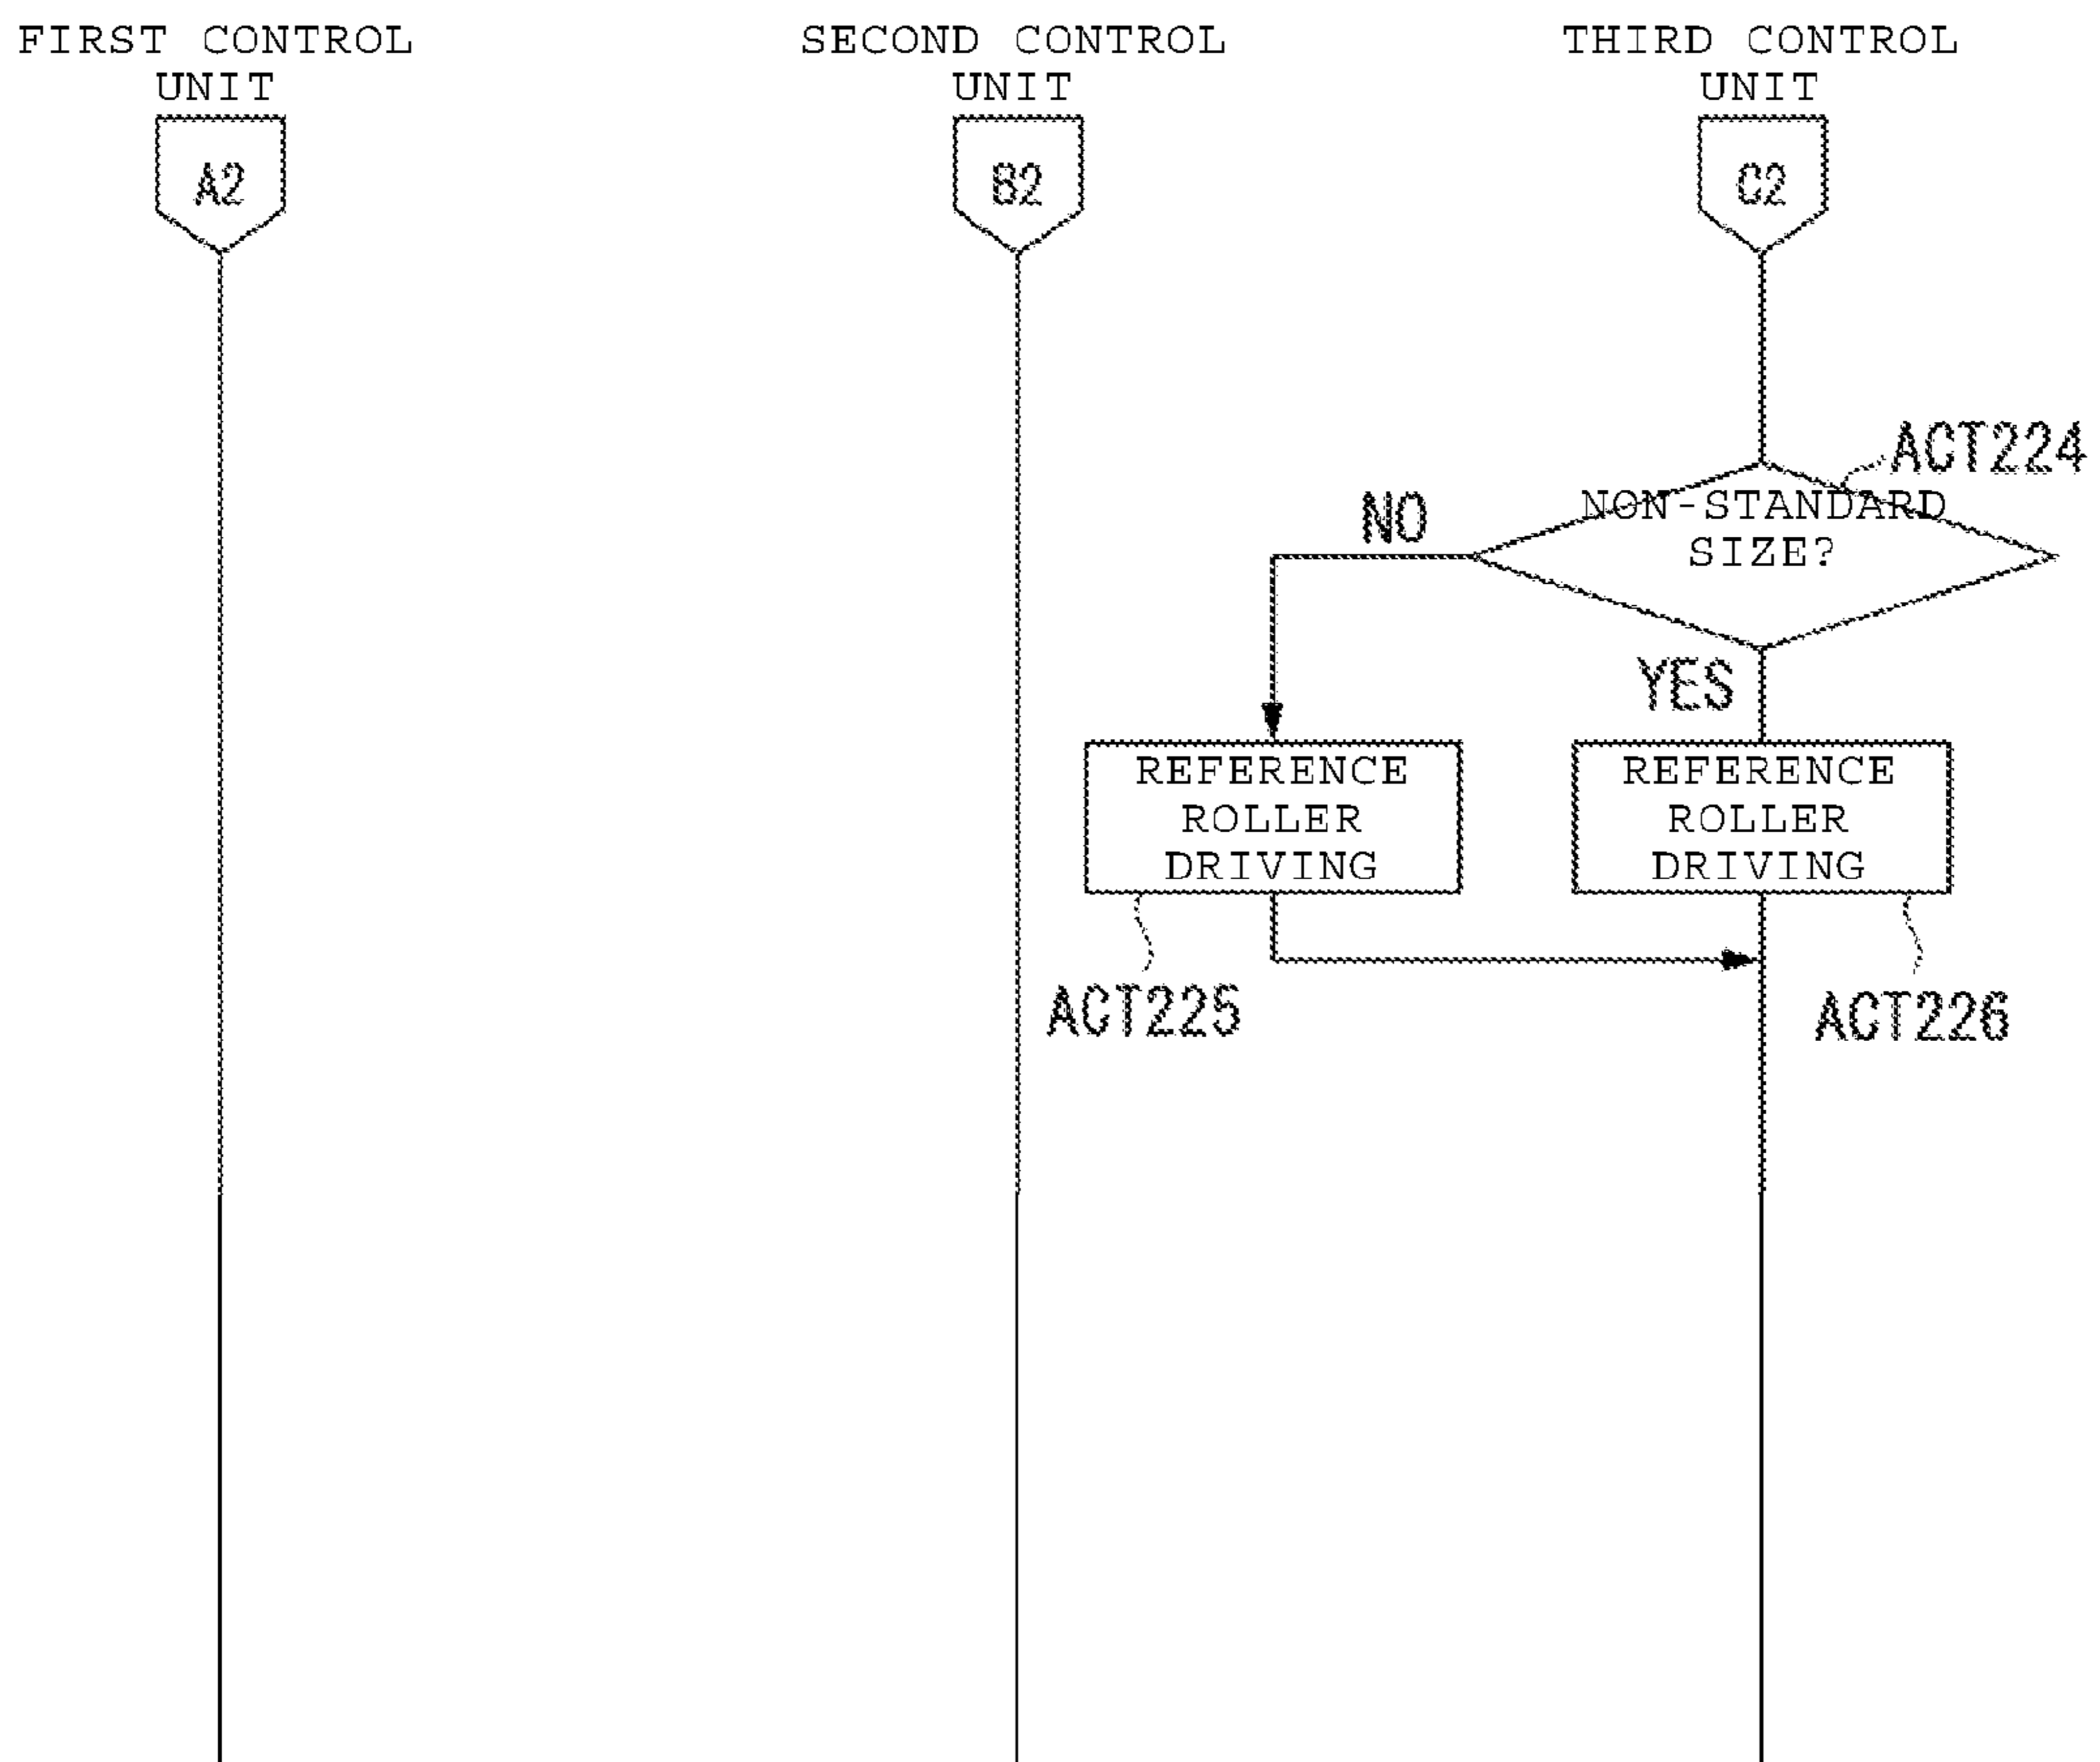 FIRST CONTROL
UNIT
SECOND CONTROL
UNIT
THIRD CONTROL
UNIT
A2
B2
C2
ACT224
NON-STANDARD
SIZE?
NO
YES
REFERENCE
ROLLER
DRIVING
REFERENCE
ROLLER
DRIVING
ACT225
ACT226